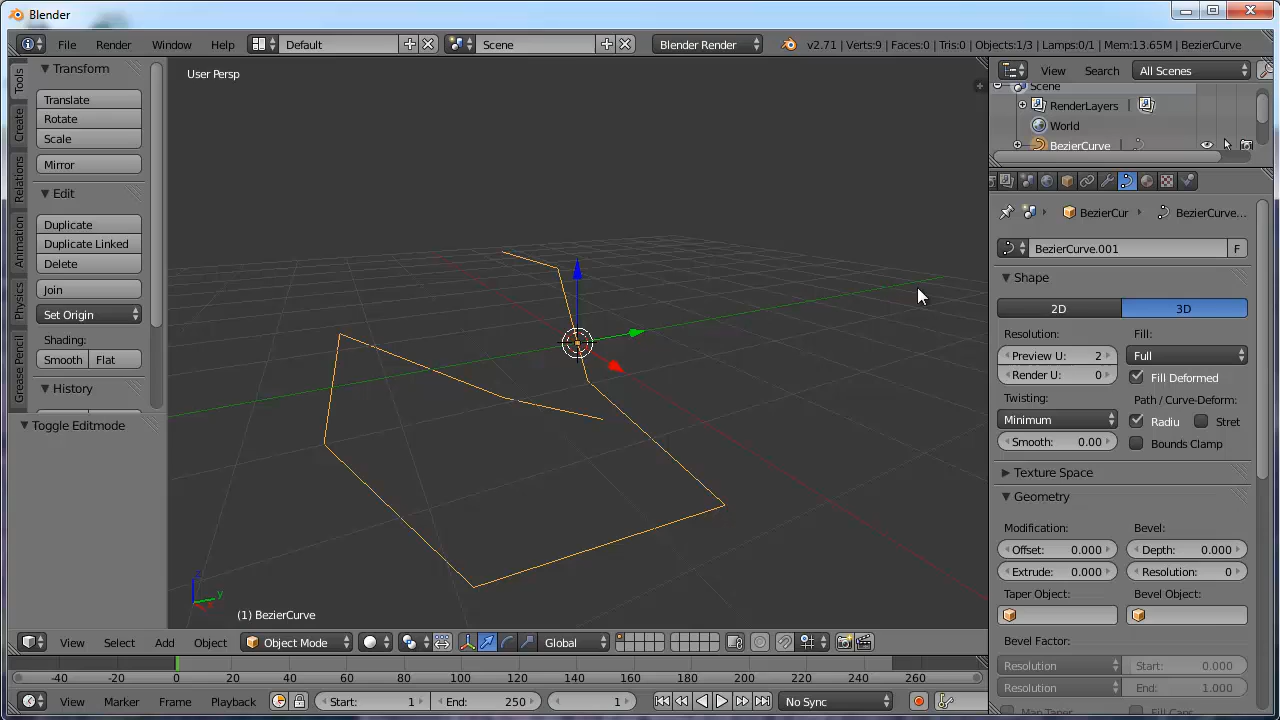 Blender
File Render Window Help Default Scene Blender Render v2.71 | Verts:9 | Faces:0 | Tris:0 | Objects:1/3 | Lamps:0/1 | Mem:13.65M | BezierCurve
Tools
Create
Relations
Animation
Physics
Grease Pencil
Transform
Translate
Rotate
Scale
Mirror
Edit
Duplicate
Duplicate Linked
Delete
Join
Set Origin
Shading:
Smooth Flat
History
Toggle Editmode
User Persp
z
y
x
(1) BezierCurve
View Select Add Object Object Mode Global
-40 -20 0 20 40 60 80 100 120 140 160 180 200 220 240 260
View Marker Frame Playback Start: 1 End: 250 1 No Sync
View Search All Scenes
Scene
RenderLayers
World
BezierCurve
BezierCur BezierCurve...
BezierCurve.001 F
Shape
2D 3D
Resolution: Fill:
Preview U: 2 Full
Render U: 0 Fill Deformed
Twisting: Path / Curve-Deform:
Minimum Radiu Stret
Smooth: 0.00 Bounds Clamp
Texture Space
Geometry
Modification: Bevel:
Offset: 0.000 Depth: 0.000
Extrude: 0.000 Resolution: 0
Taper Object: Bevel Object:
Bevel Factor:
Resolution Start: 0.000
Resolution End: 1.000
Map Taper Fill Caps